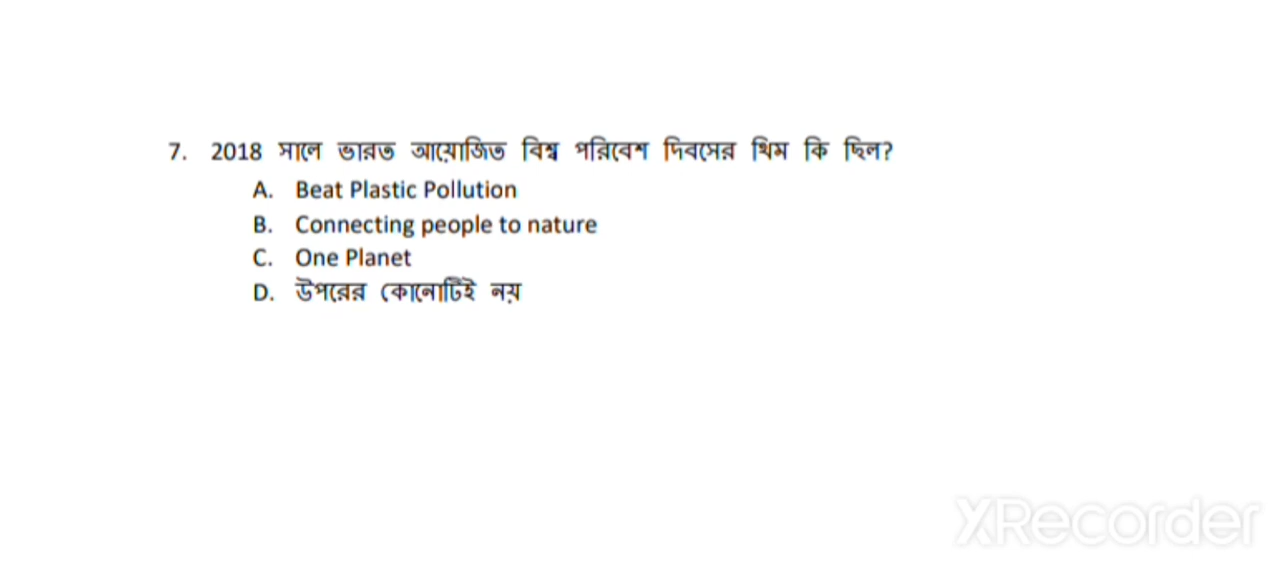 7. 2018 সালে ভারত আয়োজিত বিশ্ব পরিবেশ দিবসের থিম কি ছিল?
A. Beat Plastic Pollution
B. Connecting people to nature
C. One Planet
D. উপরের কোনোটিই নয়
XRecorder